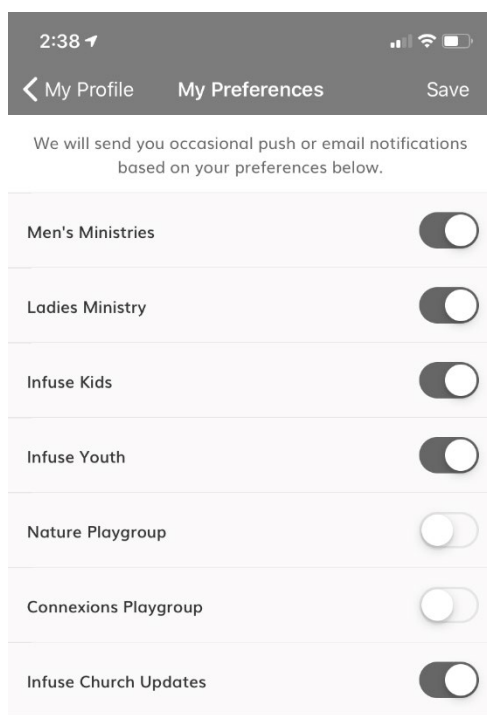 2:38
My Profile My Preferences Save
We will send you occasional push or email notifications
based on your preferences below.
Men's Ministries
Ladies Ministry
Infuse Kids
Infuse Youth
Nature Playgroup
Connexions Playgroup
Infuse Church Updates